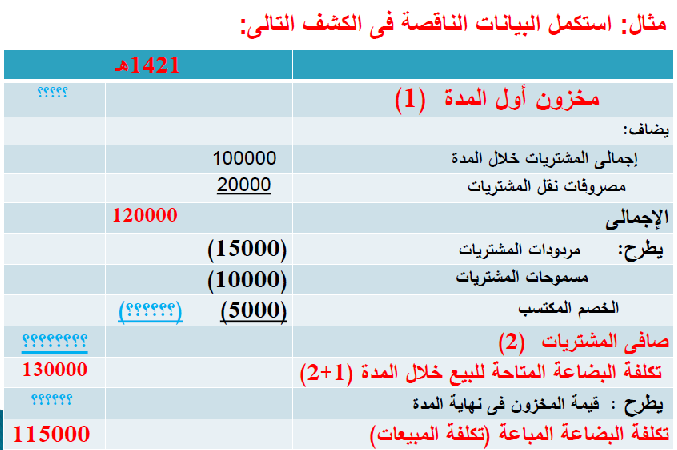 مثال: استكمل البيانات الناقصة فى الكشف التالى:
1421هـ
مخزون أول المدة (1) ؟؟؟؟؟
يضاف:
إجمالى المشتريات خلال المدة 100000
مصروفات نقل المشتريات 20000
الإجمالى 120000
يطرح: مردودات المشتريات (15000)
مسموحات المشتريات (10000)
الخصم المكتسب (5000) (؟؟؟؟؟؟)
صافى المشتريات (2) ؟؟؟؟؟؟؟؟
تكلفة البضاعة المتاحة للبيع خلال المدة (1+2) 130000
يطرح : قيمة المخزون فى نهاية المدة ؟؟؟؟؟؟
تكلفة البضاعة المباعة (تكلفة المبيعات) 115000